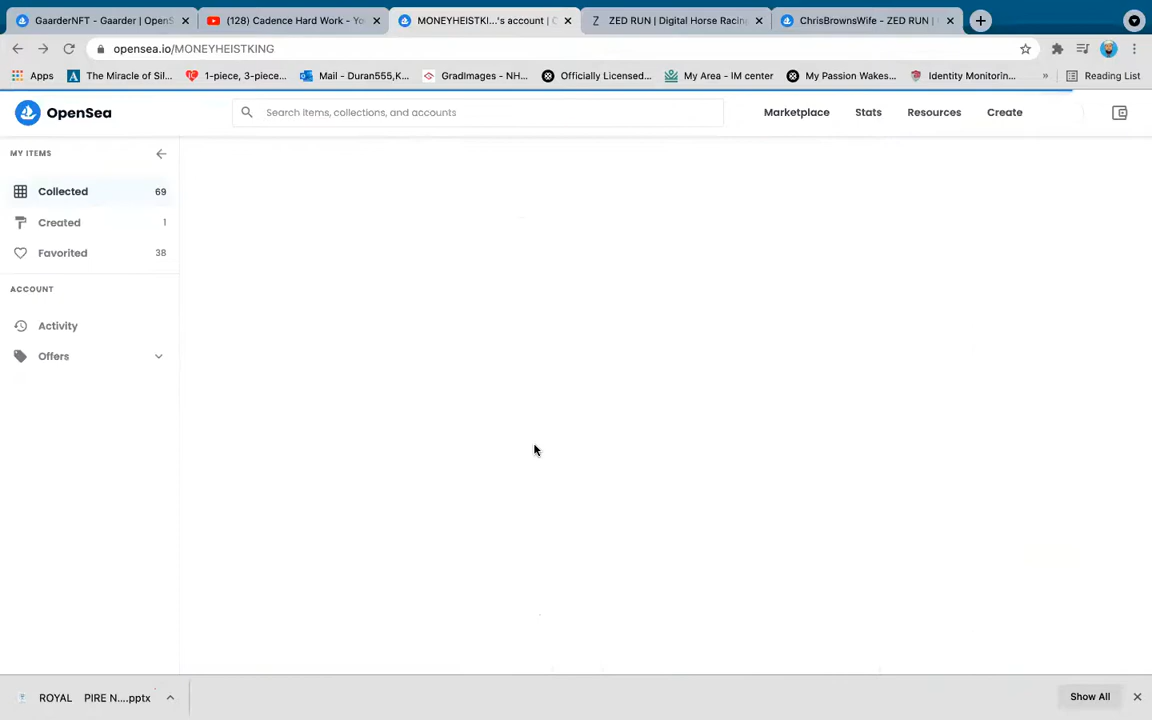 GaarderNFT - Gaarder | OpenS
(128) Cadence Hard Work - Yo
MONEYHEISTKI...'s account | O
ZED RUN | Digital Horse Racing
ChrisBrownsWife - ZED RUN |
opensea.io/MONEYHEISTKING
Apps
The Miracle of Sil...
1-piece, 3-piece...
Mail - Duran555,K...
GradImages - NH...
Officially Licensed...
My Area - IM center
My Passion Wakes...
Identity Monitorin...
»
Reading List
OpenSea
Search items, collections, and accounts
Marketplace
Stats
Resources
Create
MY ITEMS
Collected 69
Created 1
Favorited 38
ACCOUNT
Activity
Offers
ROYAL PIRE N....pptx
Show All